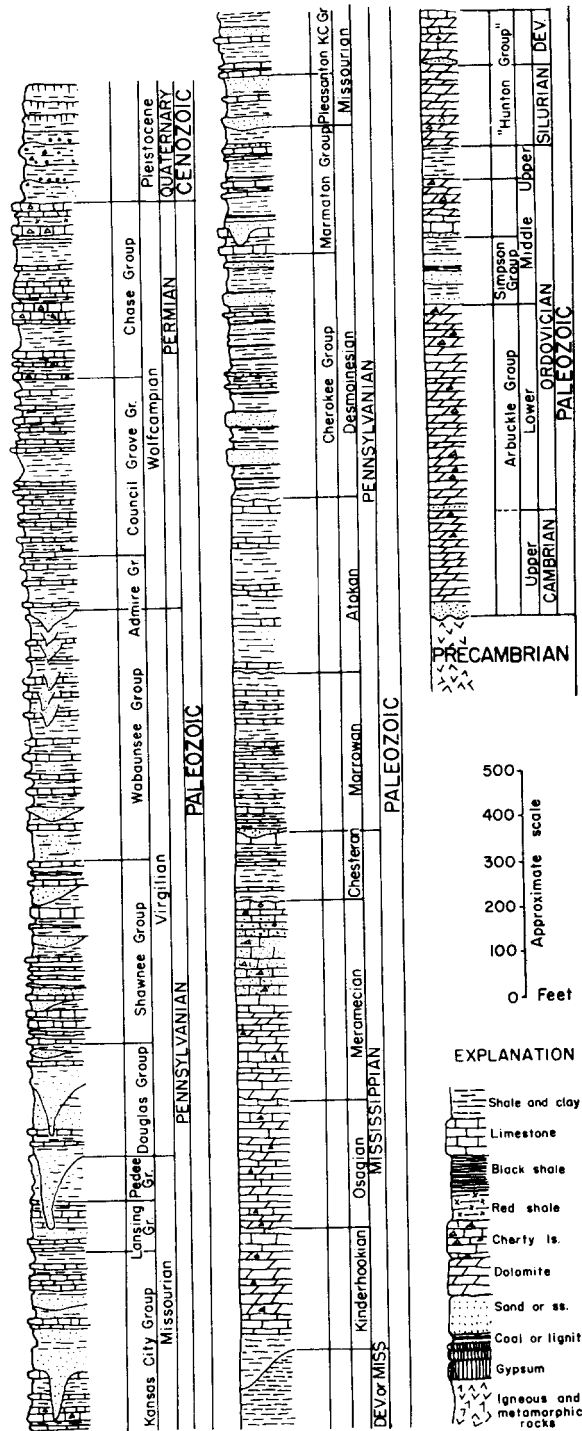 Pleistocene
QUATERNARY
CENOZOIC
Chase Group
Council Grove Gr.
Admire Gr.
Wolfcampian
PERMIAN
Wabaunsee Group
Shawnee Group
Douglas Group
Virgilian
Pedee Gr.
Lansing Gr.
Kansas City Group
Missourian
PENNSYLVANIAN
PALEOZOIC
KC Gr
Pleasanton
Missourian
Marmaton Group
Cherokee Group
Desmoinesian
Atokan
Morrowan
PENNSYLVANIAN
Chesteran
Meramecian
Osagian
Kinderhookian
MISSISSIPPIAN
DEV. or MISS
PALEOZOIC
"Hunton Group"
DEV.
SILURIAN
Upper
Simpson Group
Middle
Arbuckle Group
Lower
ORDOVICIAN
Upper
CAMBRIAN
PALEOZOIC
PRECAMBRIAN
500
400
300
200
100
0 Feet
Approximate scale
EXPLANATION
Shale and clay
Limestone
Black shale
Red shale
Cherty ls.
Dolomite
Sand or ss.
Coal or lignit
Gypsum
Igneous and
metamorphic
rocks